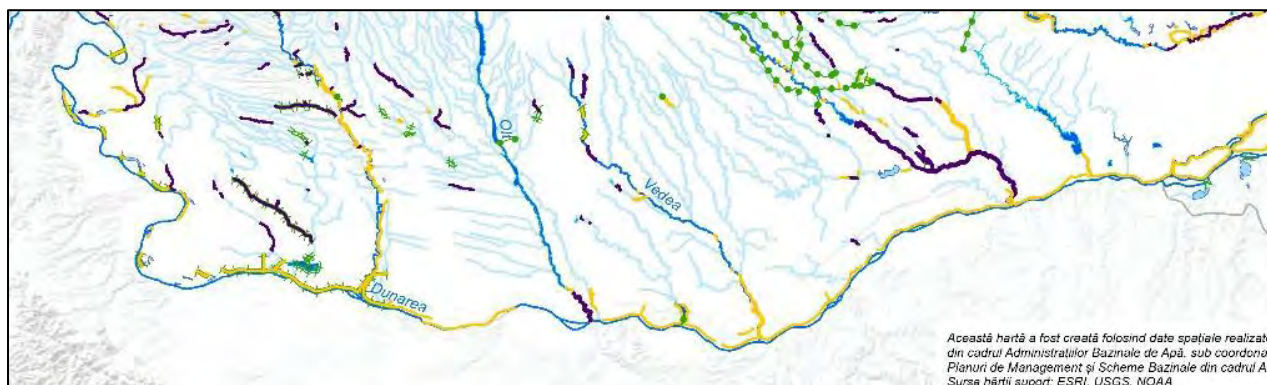 Olt
Vedea
Dunarea
Această hartă a fost creată folosind date spațiale realizat
din cadrul Administrațiilor Bazinale de Apă, sub coordona
Planuri de Management și Scheme Bazinale din cadrul A
Sursa hărții suport: ESRI, USGS, NOAA